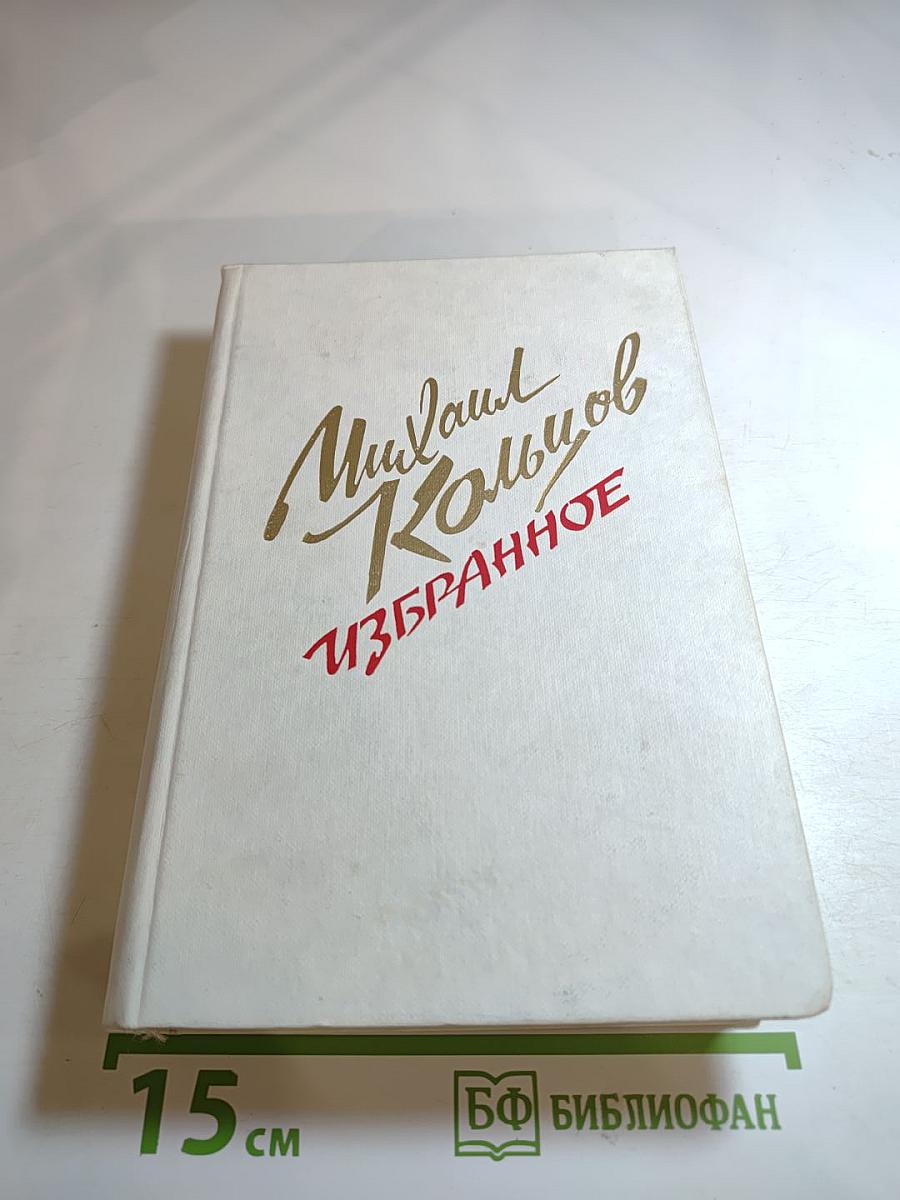 Михаил
Кольцов
ИЗБРАННОЕ
15 см
БФ БИБЛИОФАН